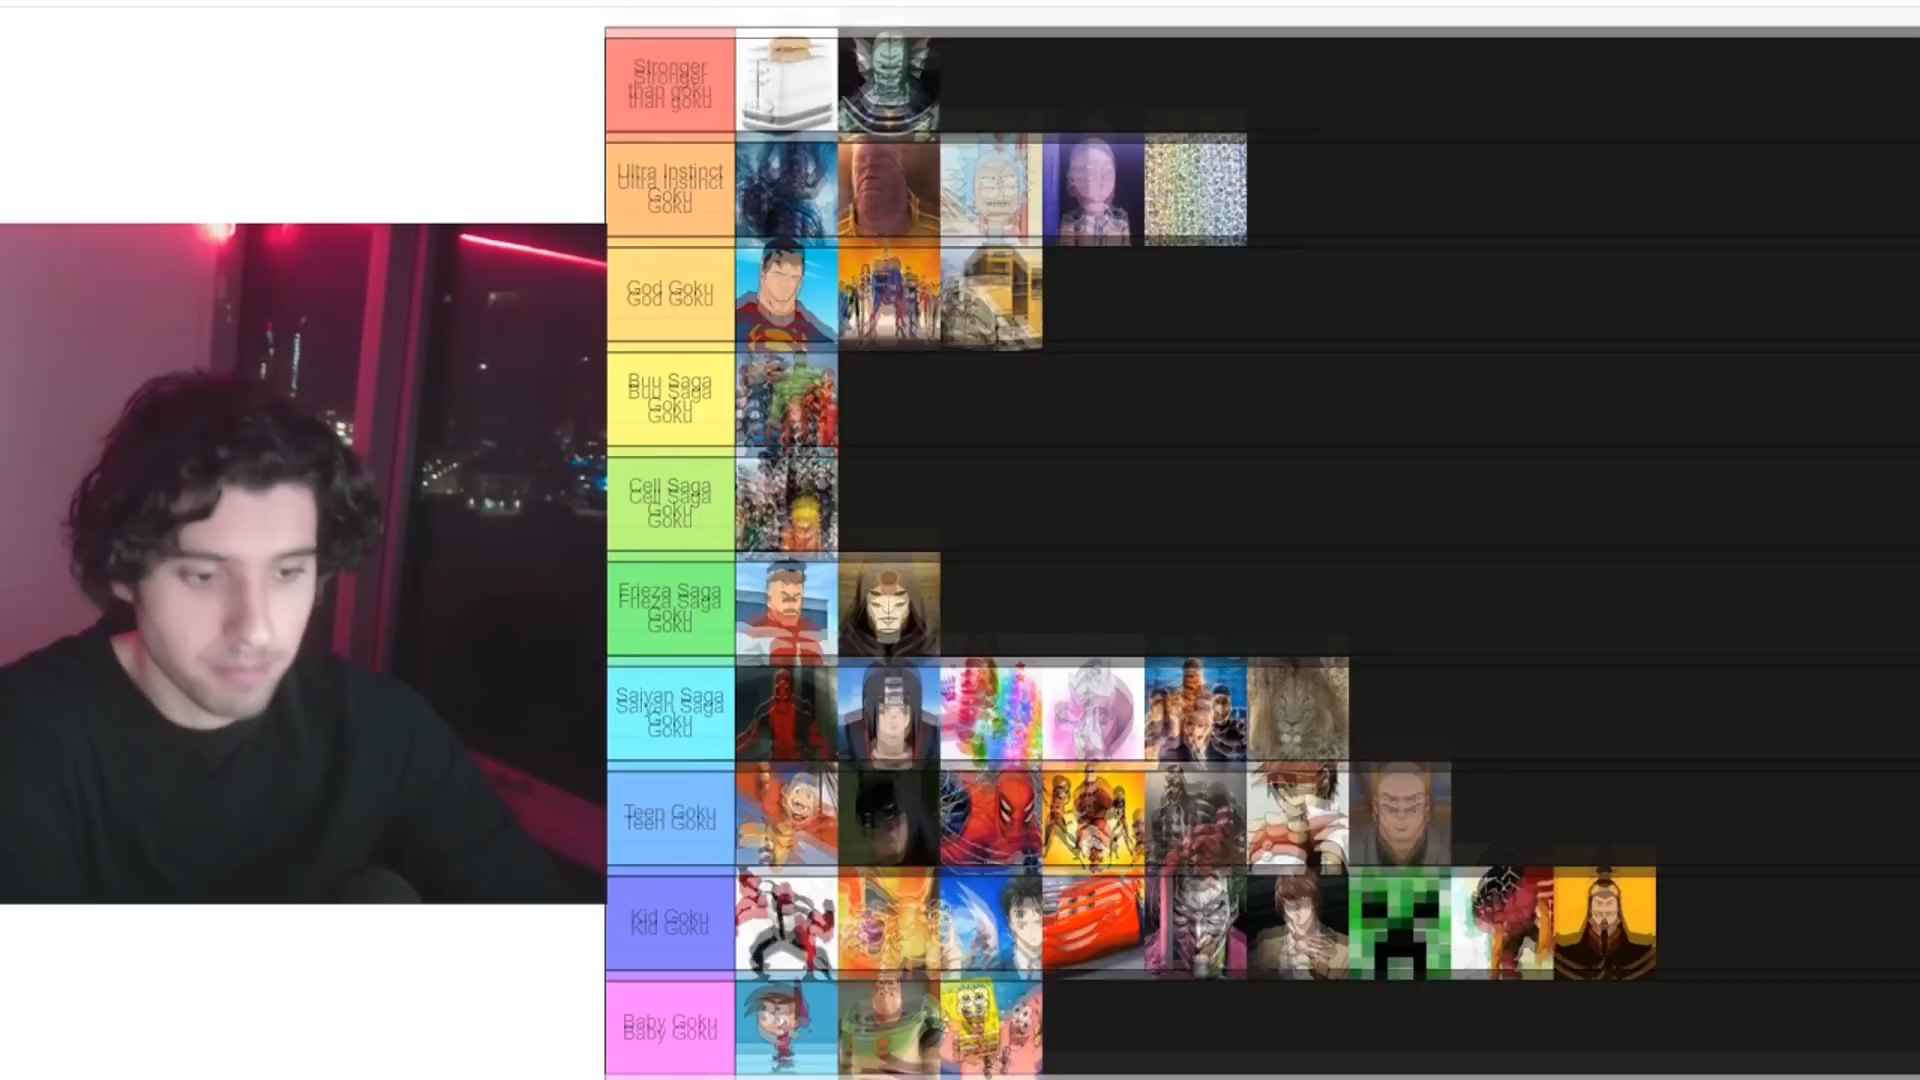 Stronger
than goku
Ultra Instinct
Goku
God Goku
Buu Saga
Goku
Cell Saga
Goku
Frieza Saga
Goku
Saiyan Saga
Goku
Teen Goku
Kid Goku
Baby Goku